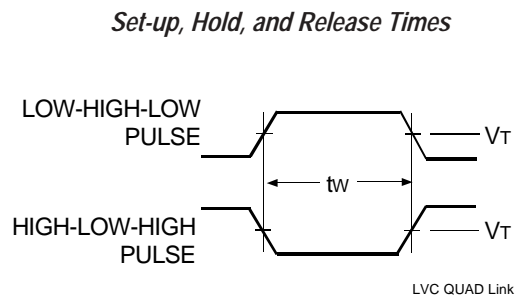 Set-up, Hold, and Release Times
LOW-HIGH-LOW
PULSE
VT
tw
HIGH-LOW-HIGH
PULSE
VT
LVC QUAD Link